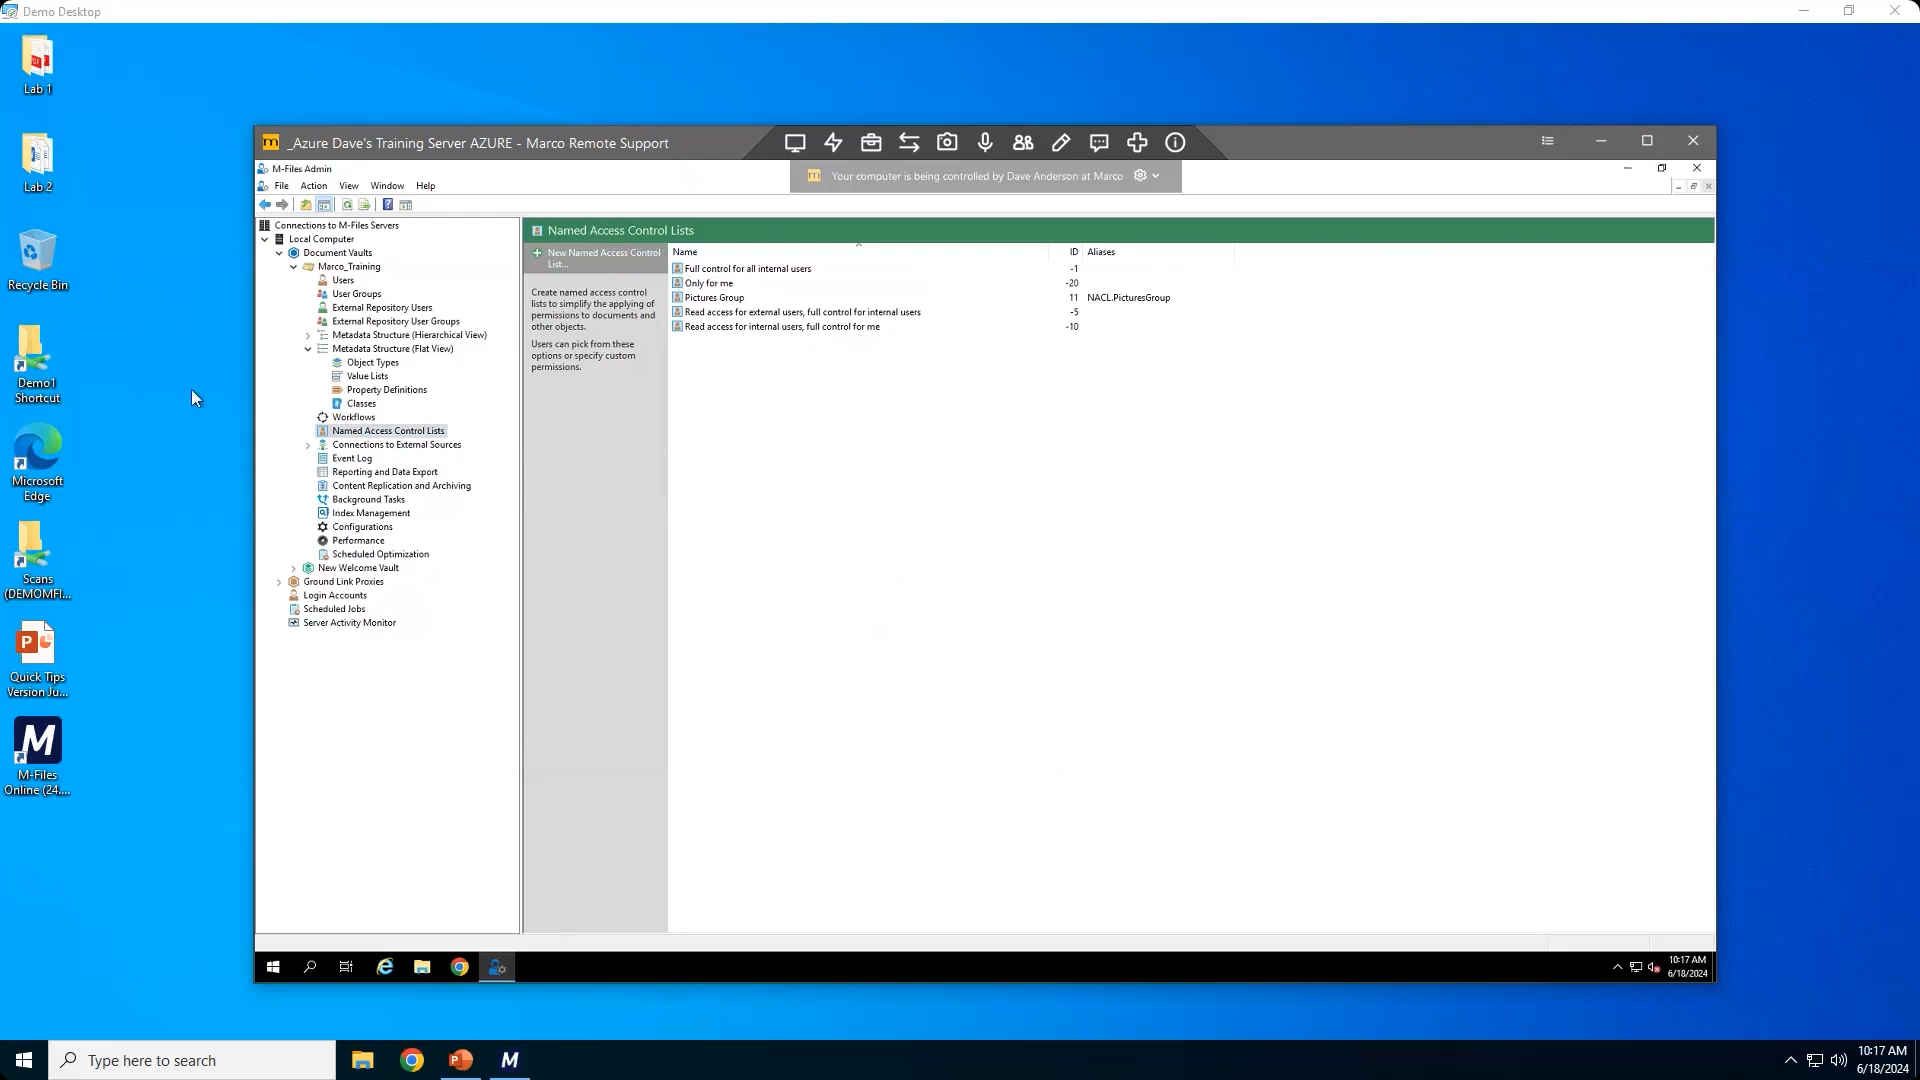 Demo Desktop
Lab 1
Lab 2
Recycle Bin
Demo1
Shortcut
Microsoft
Edge
Scans
(DEMOMFI...
Quick Tips
Version Ju...
M-Files
Online (24....
_Azure Dave's Training Server AZURE - Marco Remote Support
M-Files Admin
Your computer is being controlled by Dave Anderson at Marco
File Action View Window Help
Connections to M-Files Servers
Local Computer
Document Vaults
Marco_Training
Users
User Groups
External Repository Users
External Repository User Groups
Metadata Structure (Hierarchical View)
Metadata Structure (Flat View)
Object Types
Value Lists
Property Definitions
Classes
Workflows
Named Access Control Lists
Connections to External Sources
Event Log
Reporting and Data Export
Content Replication and Archiving
Background Tasks
Index Management
Configurations
Performance
Scheduled Optimization
New Welcome Vault
Ground Link Proxies
Login Accounts
Scheduled Jobs
Server Activity Monitor
Named Access Control Lists
New Named Access Control
List...
Create named access control
lists to simplify the applying of
permissions to documents and
other objects.
Users can pick from these
options or specify custom
permissions.
Name ID Aliases
Full control for all internal users -1
Only for me -20
Pictures Group 11 NACL.PicturesGroup
Read access for external users, full control for internal users -5
Read access for internal users, full control for me -10
10:17 AM
6/18/2024
Type here to search
10:17 AM
6/18/2024